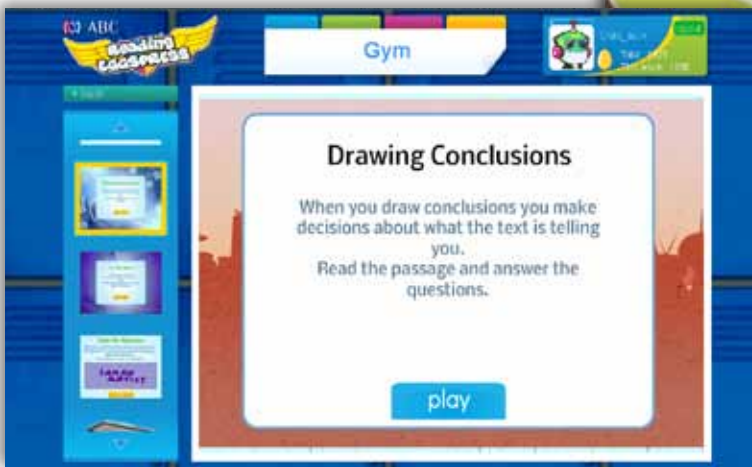 ABC
Reading
EGGSPRESS
Gym
Drawing Conclusions
When you draw conclusions you make
decisions about what the text is telling
you.
Read the passage and answer the
questions.
play